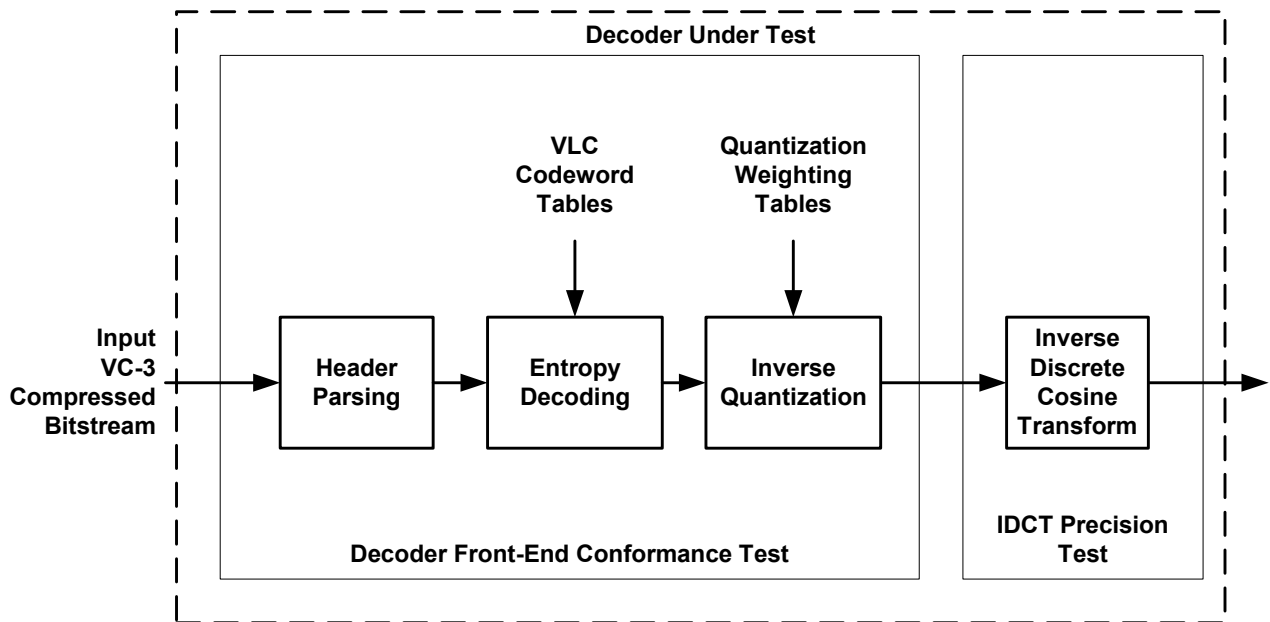 Decoder Under Test
VLC
Codeword
Tables
Quantization
Weighting
Tables
Input
VC-3
Compressed
Bitstream
Header
Parsing
Entropy
Decoding
Inverse
Quantization
Inverse
Discrete
Cosine
Transform
Decoder Front-End Conformance Test
IDCT Precision
Test